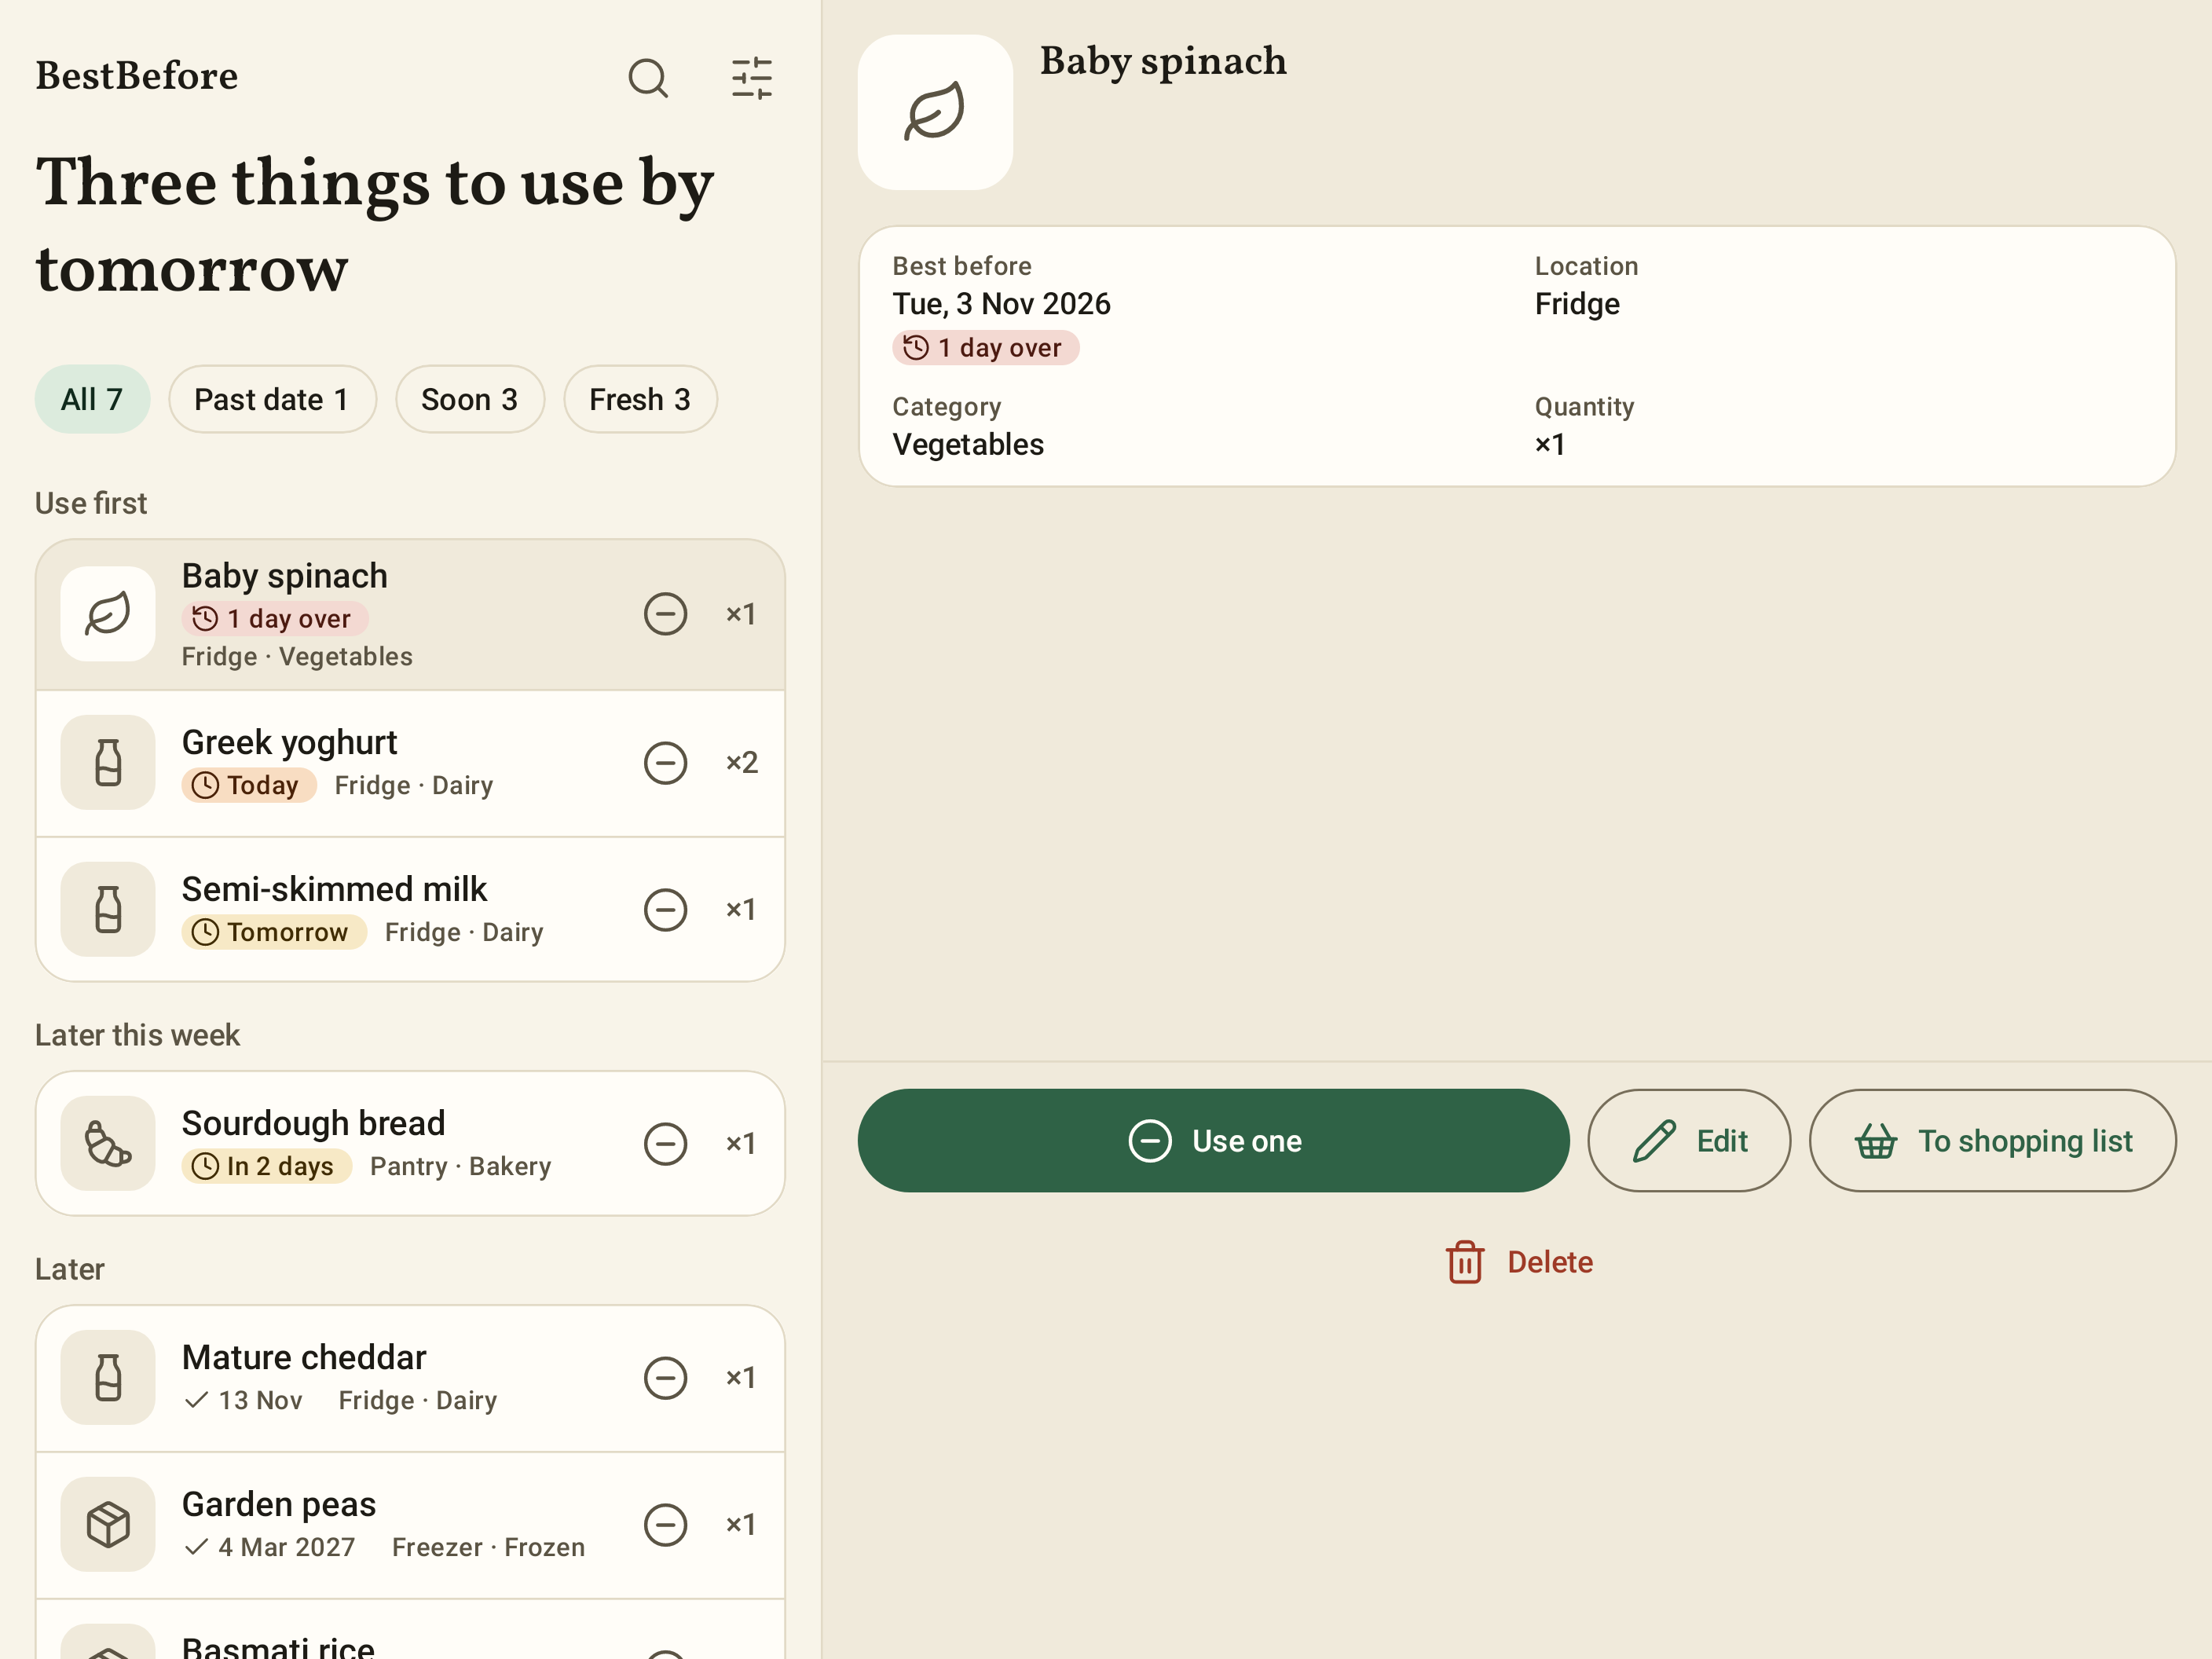 BestBefore
Three things to use by
tomorrow
All 7
Past date 1
Soon 3
Fresh 3
Use first
Baby spinach
1 day over
Fridge · Vegetables
×1
Greek yoghurt
Today
Fridge · Dairy
×2
Semi-skimmed milk
Tomorrow
Fridge · Dairy
×1
Later this week
Sourdough bread
In 2 days
Pantry · Bakery
×1
Later
Mature cheddar
13 Nov
Fridge · Dairy
×1
Garden peas
4 Mar 2027
Freezer · Frozen
×1
Basmati rice
Baby spinach
Best before
Tue, 3 Nov 2026
1 day over
Location
Fridge
Category
Vegetables
Quantity
×1
Use one
Edit
To shopping list
Delete